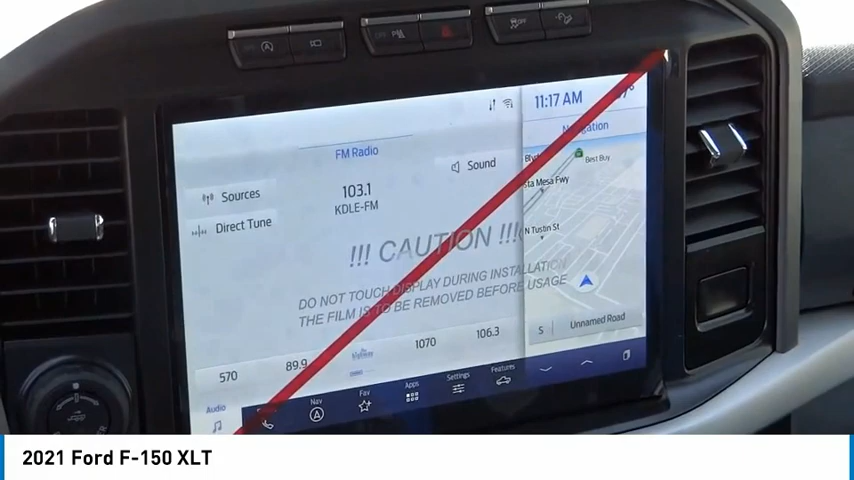 11:17 AM
FM Radio
Navigation
Sources
103.1
KDLE-FM
Sound
Best Buy
Direct Tune
sta Mesa Fwy
N Tustin St
!!! CAUTION !!!
DO NOT TOUCH DISPLAY DURING INSTALLATION
THE FILM IS TO BE REMOVED BEFORE USAGE
S
Unnamed Road
570
89.9
1070
106.3
Audio
Nav
Fav
Apps
Settings
Features
2021 Ford F-150 XLT